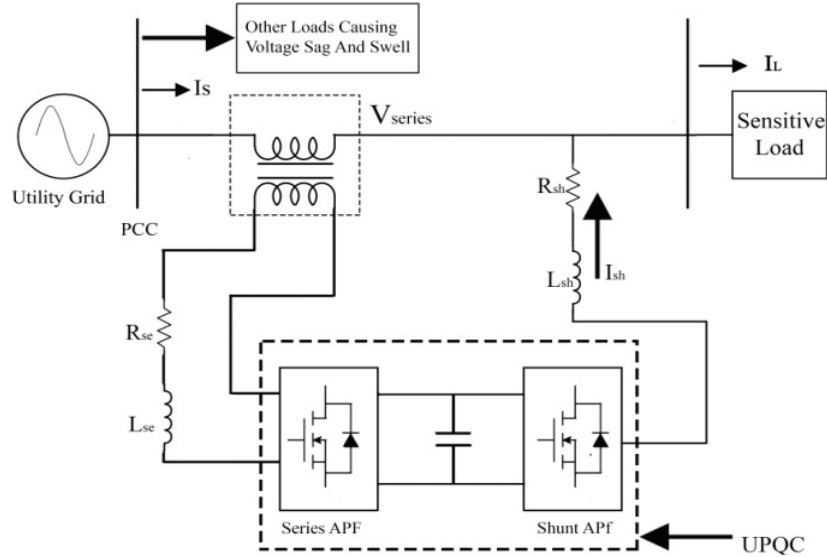 Other Loads Causing
Voltage Sag And Swell
Is
IL
Vseries
Sensitive
Load
Utility Grid
PCC
Rsh
Lsh
Ish
Rse
Lse
Series APF
Shunt APf
UPQC